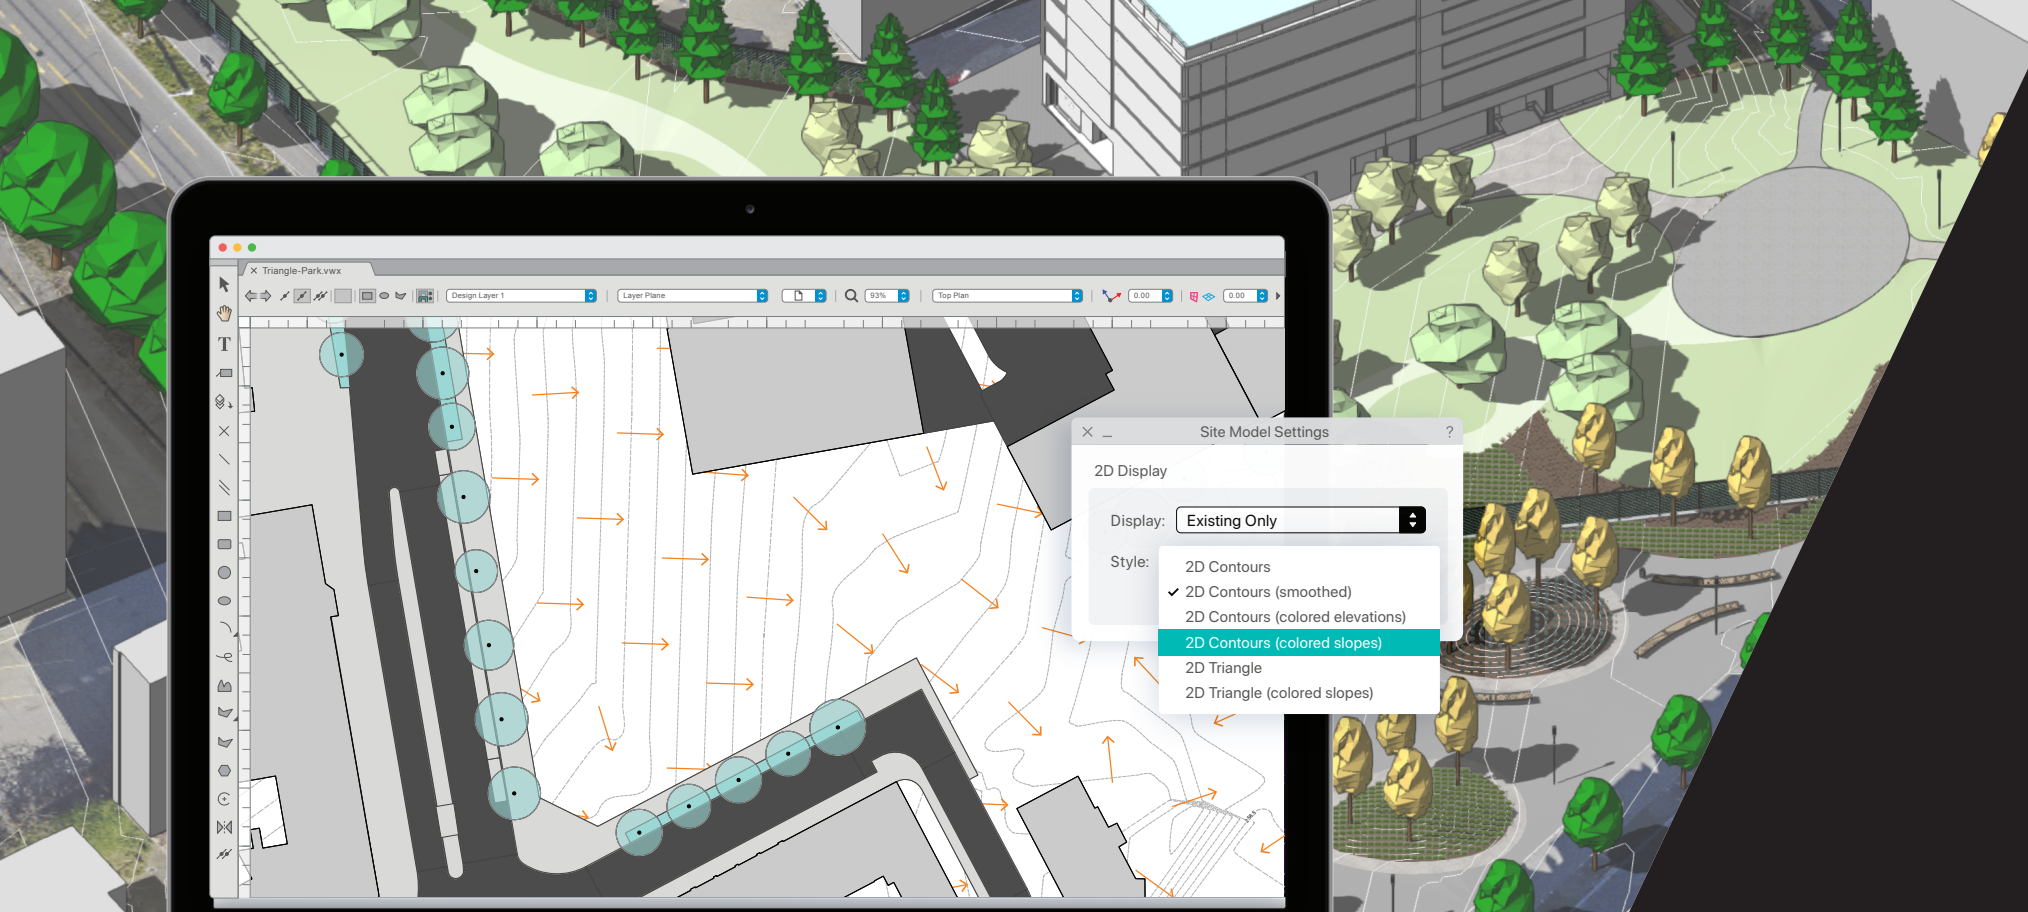 Triangle-Park.vwx
Design Layer 1
Layer Plane
93%
Top Plan
0.00
0.00
T
Site Model Settings
?
2D Display
Display: Existing Only
Style:
2D Contours
2D Contours (smoothed)
2D Contours (colored elevations)
2D Contours (colored slopes)
2D Triangle
2D Triangle (colored slopes)